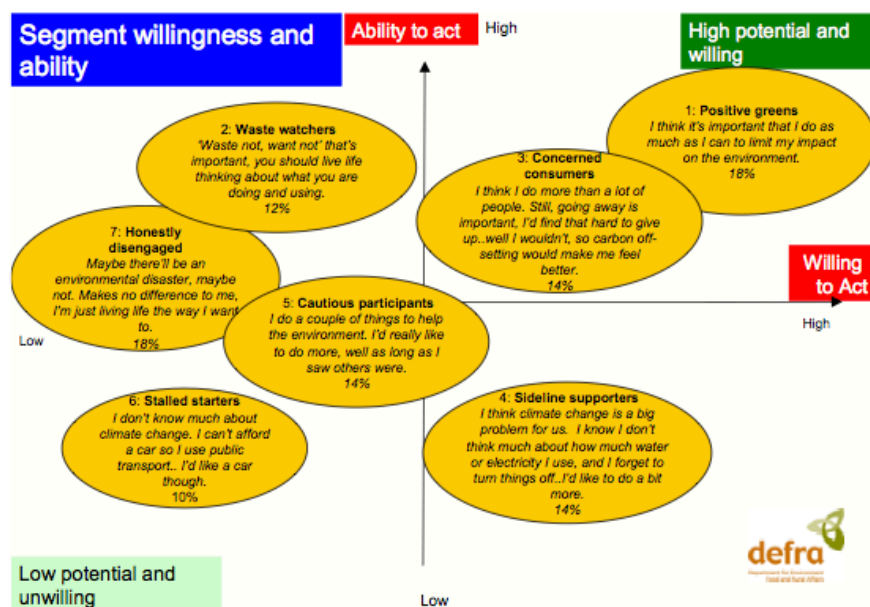 Segment willingness and
ability
Ability to act
High
High potential and
willing
1: Positive greens
I think it's important that I do as
much as I can to limit my impact
on the environment.
18%
2: Waste watchers
'Waste not, want not' that's
important, you should live life
thinking about what you are
doing and using.
12%
3: Concerned
consumers
I think I do more than a lot of
people. Still, going away is
important, I'd find that hard to give
up..well I wouldn't, so carbon off-
setting would make me feel
better.
14%
7: Honestly
disengaged
Maybe there'll be an
environmental disaster, maybe
not. Makes no difference to me,
I'm just living life the way I want
to.
18%
Willing
to Act
High
Low
5: Cautious participants
I do a couple of things to help
the environment. I'd really like
to do more, well as long as I
saw others were.
14%
6: Stalled starters
I don't know much about
climate change. I can't afford
a car so I use public
transport.. I'd like a car
though.
10%
4: Sideline supporters
I think climate change is a big
problem for us. I know I don't
think much about how much water
or electricity I use, and I forget to
turn things off..I'd like to do a bit
more.
14%
defra
Department for Environment
Food and Rural Affairs
Low potential and
unwilling
Low